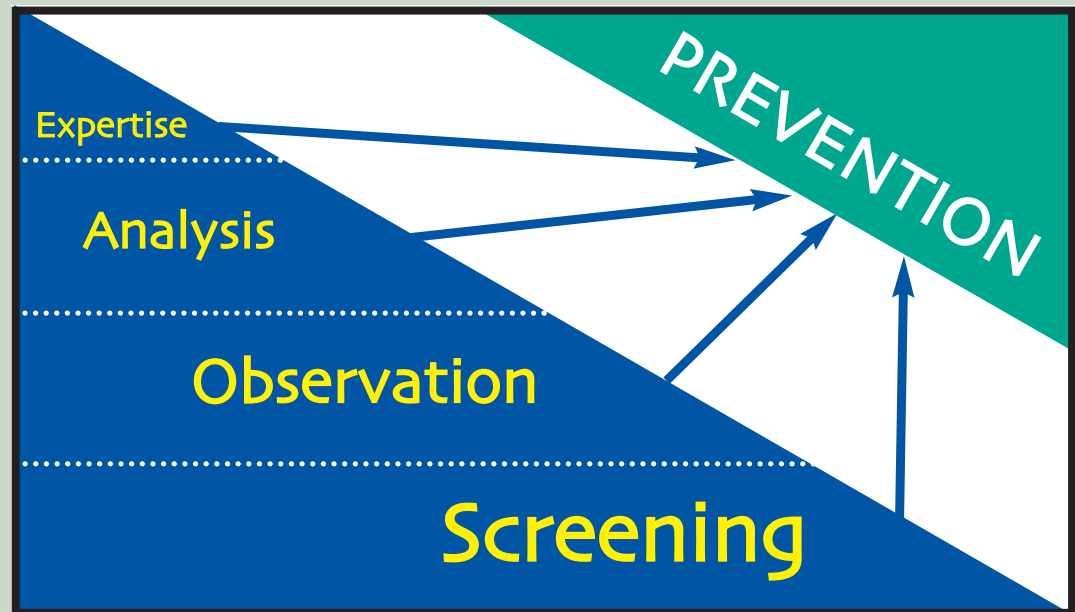 PREVENTION
Expertise
Analysis
Observation
Screening